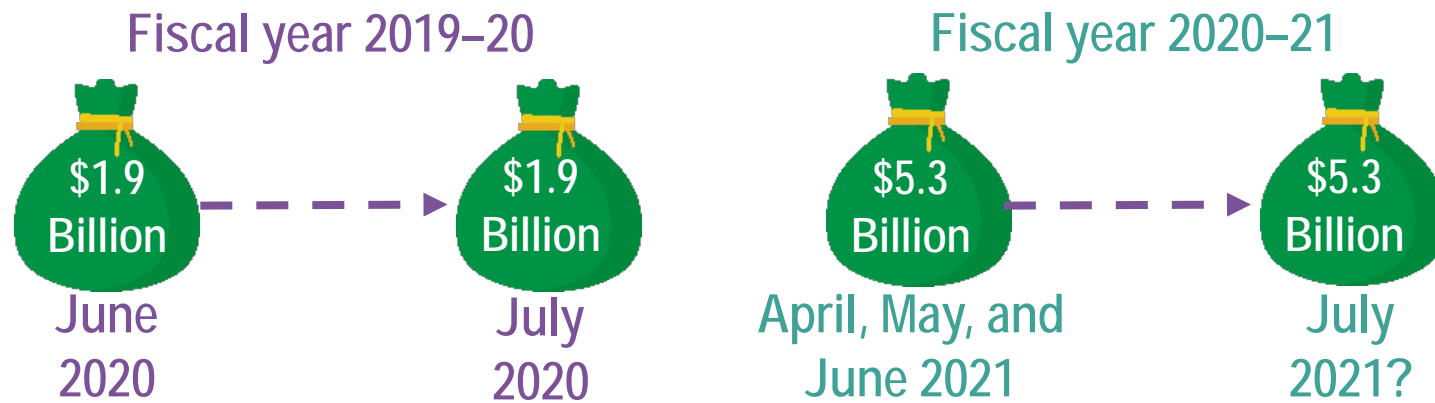 Fiscal year 2019–20
$1.9
Billion
June
2020
$1.9
Billion
July
2020
Fiscal year 2020–21
$5.3
Billion
April, May, and
June 2021
$5.3
Billion
July
2021?